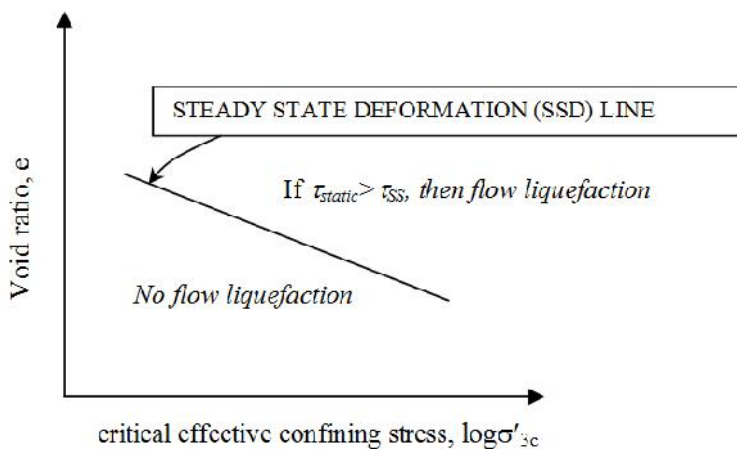 STEADY STATE DEFORMATION (SSD) LINE
If τstatic> τSS, then flow liquefaction
Void ratio, e
No flow liquefaction
critical effective confining stress, logσ′3c